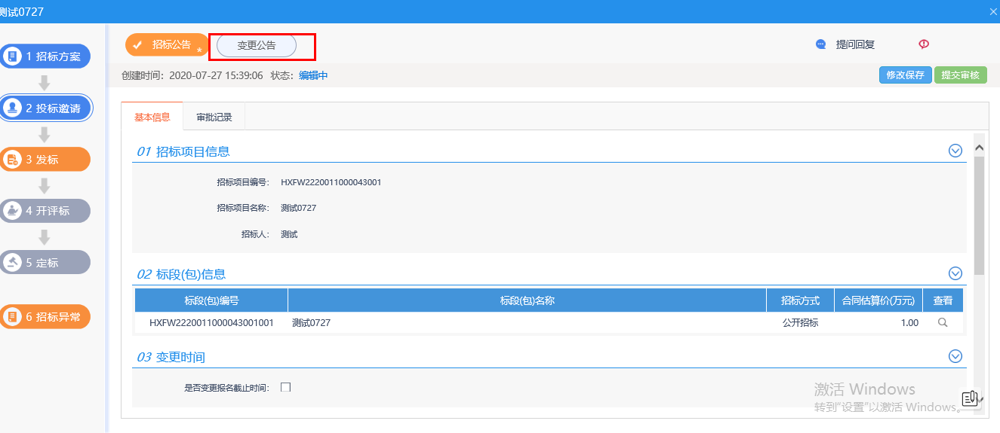 测试0727
1 招标方案
2 投标邀请
3 发标
4 开评标
5 定标
6 招标异常
招标公告 *
变更公告
提问回复
创建时间: 2020-07-27 15:39:06 状态: 编辑中
修改保存 提交审核
基本信息 审批记录
01 招标项目信息
招标项目编号: HXFW2220011000043001
招标项目名称: 测试0727
招标人: 测试
02 标段(包)信息
标段(包)编号 标段(包)名称 招标方式 合同估算价(万元) 查看
HXFW2220011000043001001 测试0727 公开招标 1.00
03 变更时间
是否变更报名截止时间:
激活 Windows
转到"设置"以激活 Windows。